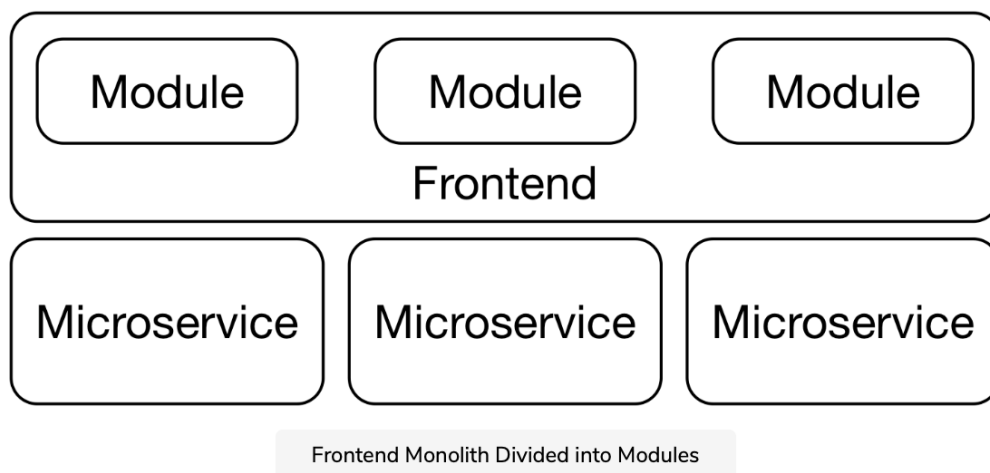 Module Module Module
Frontend
Microservice Microservice Microservice
Frontend Monolith Divided into Modules